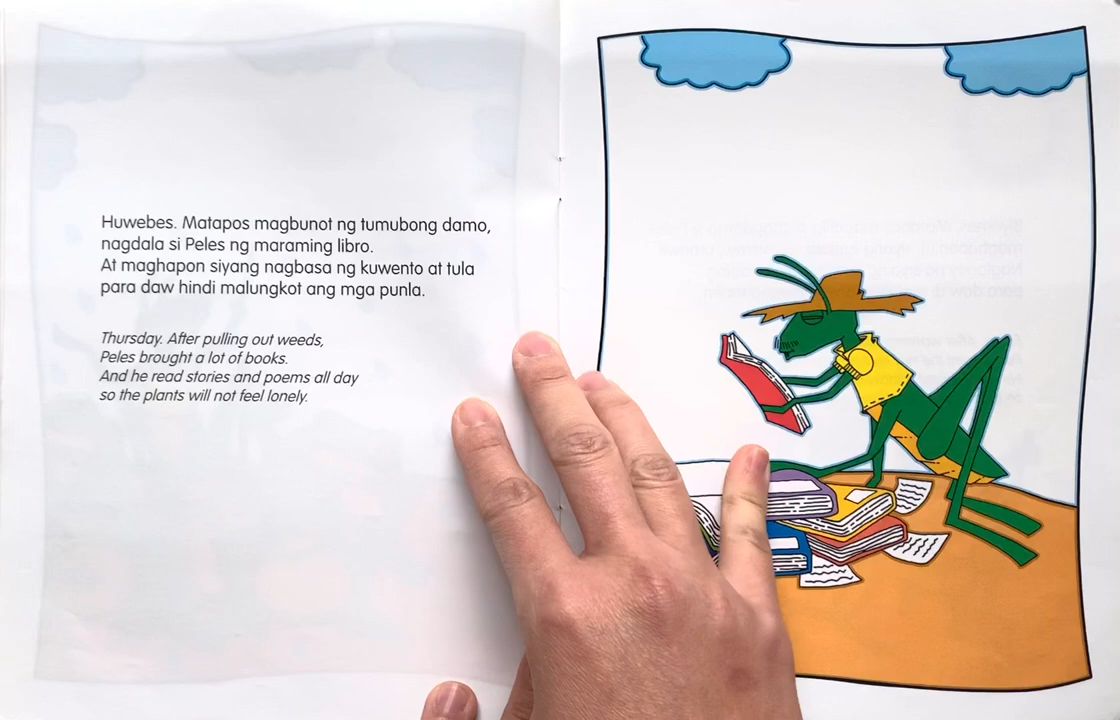 Huwebes. Matapos magbunot ng tumubong damo,
nagdala si Peles ng maraming libro.
At maghapon siyang nagbasa ng kuwento at tula
para daw hindi malungkot ang mga punla.
Thursday. After pulling out weeds,
Peles brought a lot of books.
And he read stories and poems all day
so the plants will not feel lonely.